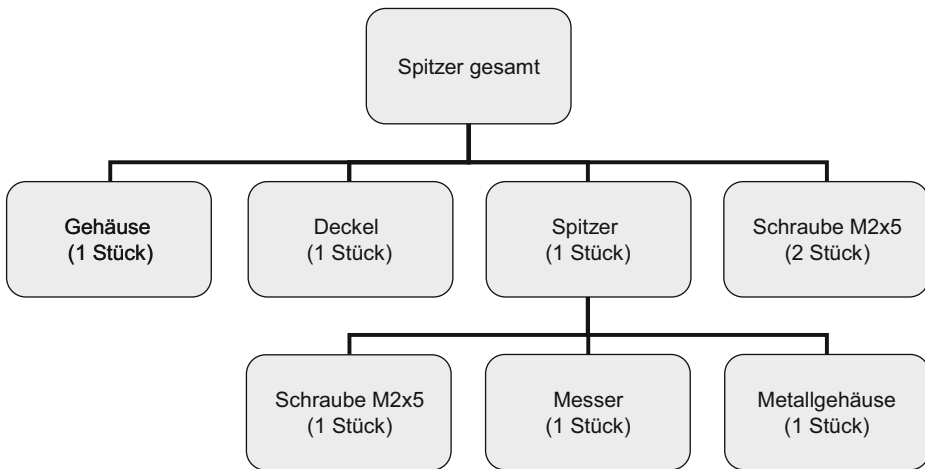 Spitzer gesamt
Gehäuse
(1 Stück)
Deckel
(1 Stück)
Spitzer
(1 Stück)
Schraube M2x5
(2 Stück)
Schraube M2x5
(1 Stück)
Messer
(1 Stück)
Metallgehäuse
(1 Stück)